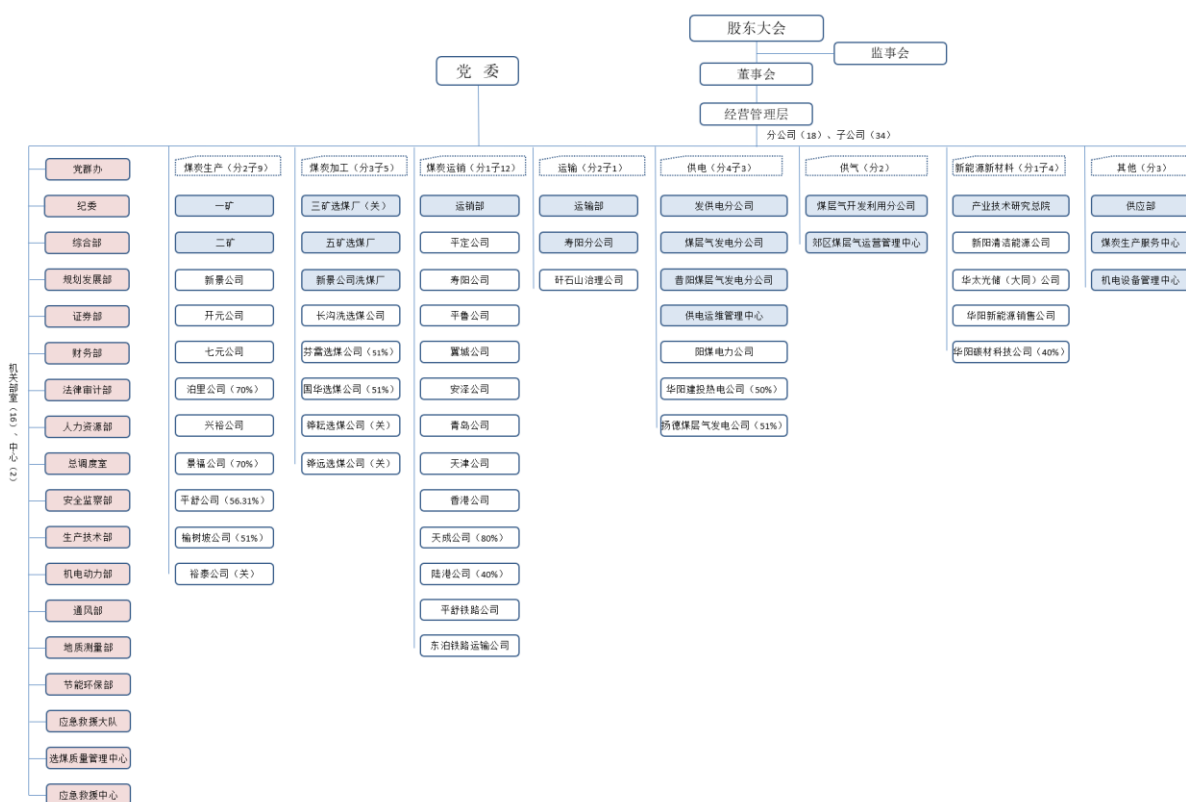 股东大会
监事会
党 委
董事会
经营管理层
分公司（18）、子公司（34）
机关部室（16）、中心（2）
党群办
纪委
综合部
规划发展部
证券部
财务部
法律审计部
人力资源部
总调度室
安全监察部
生产技术部
机电动力部
通风部
地质测量部
节能环保部
应急救援大队
选煤质量管理中心
应急救援中心
煤炭生产（分2子9）
一矿
二矿
新景公司
开元公司
七元公司
泊里公司（70%）
兴裕公司
景福公司（70%）
平舒公司（56.31%）
榆树坡公司（51%）
裕泰公司（关）
煤炭加工（分3子5）
三矿选煤厂（关）
五矿选煤厂
新景公司洗煤厂
长沟洗选煤公司
芬雷选煤公司（51%）
国华选煤公司（51%）
铧耘选煤公司（关）
铧远选煤公司（关）
煤炭运销（分1子12）
运销部
平定公司
寿阳公司
平鲁公司
翼城公司
安泽公司
青岛公司
天津公司
香港公司
天成公司（80%）
陆港公司（40%）
平舒铁路公司
东泊铁路运输公司
运输（分2子1）
运输部
寿阳分公司
矸石山治理公司
供电（分4子3）
发供电分公司
煤层气发电分公司
昔阳煤层气发电分公司
供电运维管理中心
阳煤电力公司
华阳建投热电公司（50%）
扬德煤层气发电公司（51%）
供气（分2）
煤层气开发利用分公司
郊区煤层气运营管理中心
新能源新材料（分1子4）
产业技术研究总院
新阳清洁能源公司
华太光储（大同）公司
华阳新能源销售公司
华阳碳材科技公司（40%）
其他（分3）
供应部
煤炭生产服务中心
机电设备管理中心